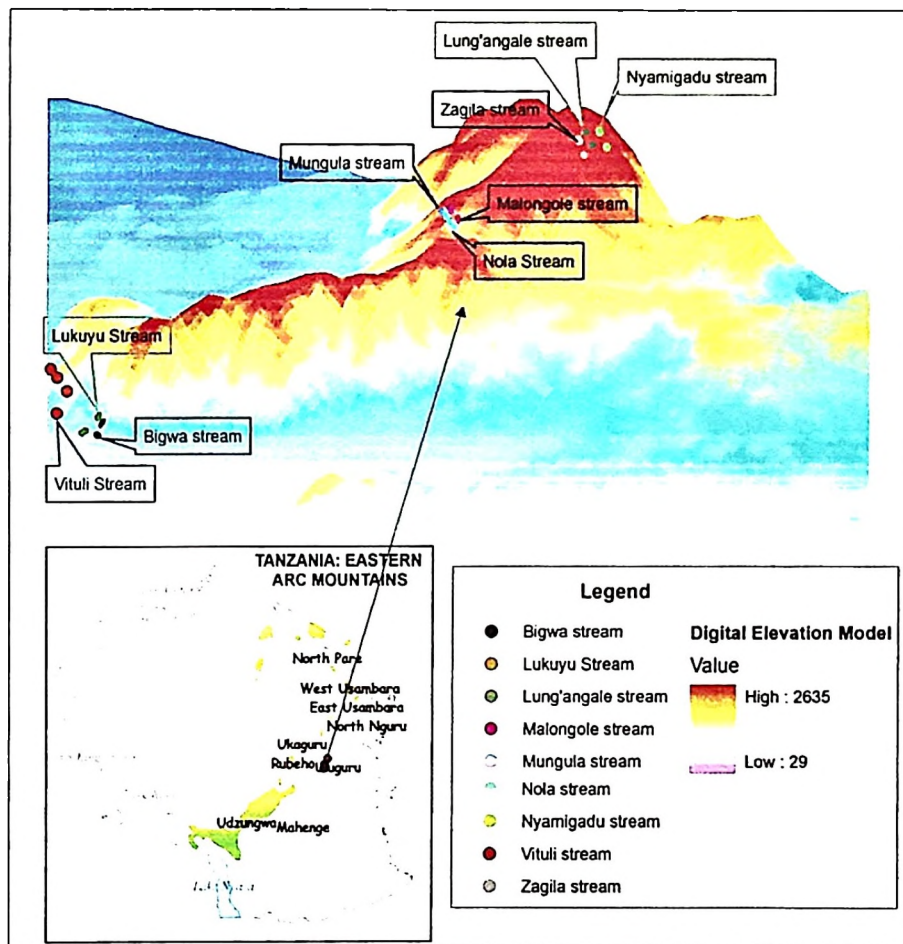 Lung'angale stream
Nyamigadu stream
Zagila stream
Mungula stream
Malongole stream
Nola Stream
Lukuyu Stream
Bigwa stream
Vituli Stream
TANZANIA: EASTERN
ARC MOUNTAINS
North Pare
West Usambara
East Usambara
North Nguru
Ukaguru
Rubeho
Udzungwa
Mahenge
Legend
Bigwa stream
Lukuyu Stream
Lung'angale stream
Malongole stream
Mungula stream
Nola stream
Nyamigadu stream
Vituli stream
Zagila stream
Digital Elevation Model
Value
High : 2635
Low : 29